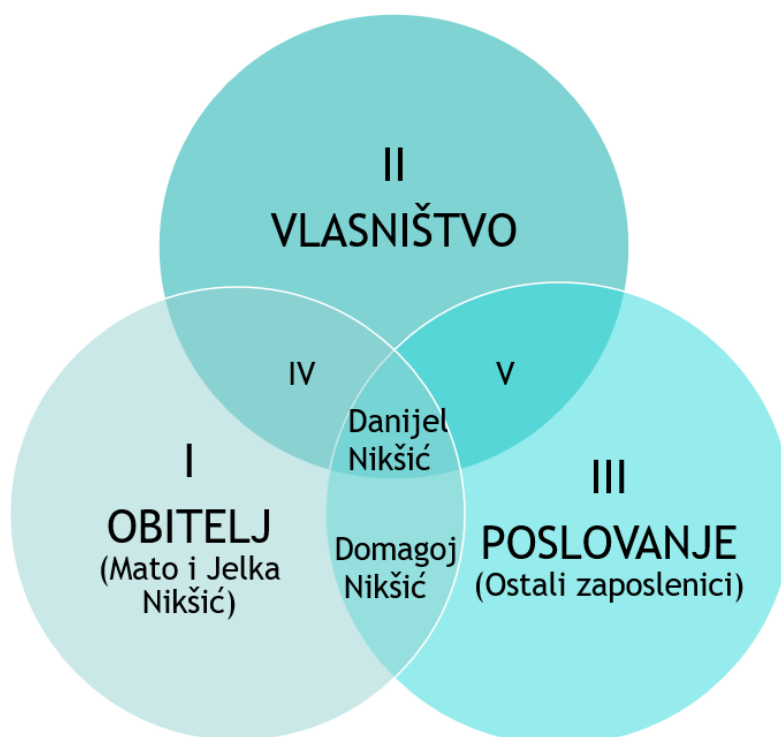 II
VLASNIŠTVO
IV
V
Danijel
Nikšić
I
OBITELJ
(Mato i Jelka
Nikšić)
Domagoj
Nikšić
III
POSLOVANJE
(Ostali zaposlenici)